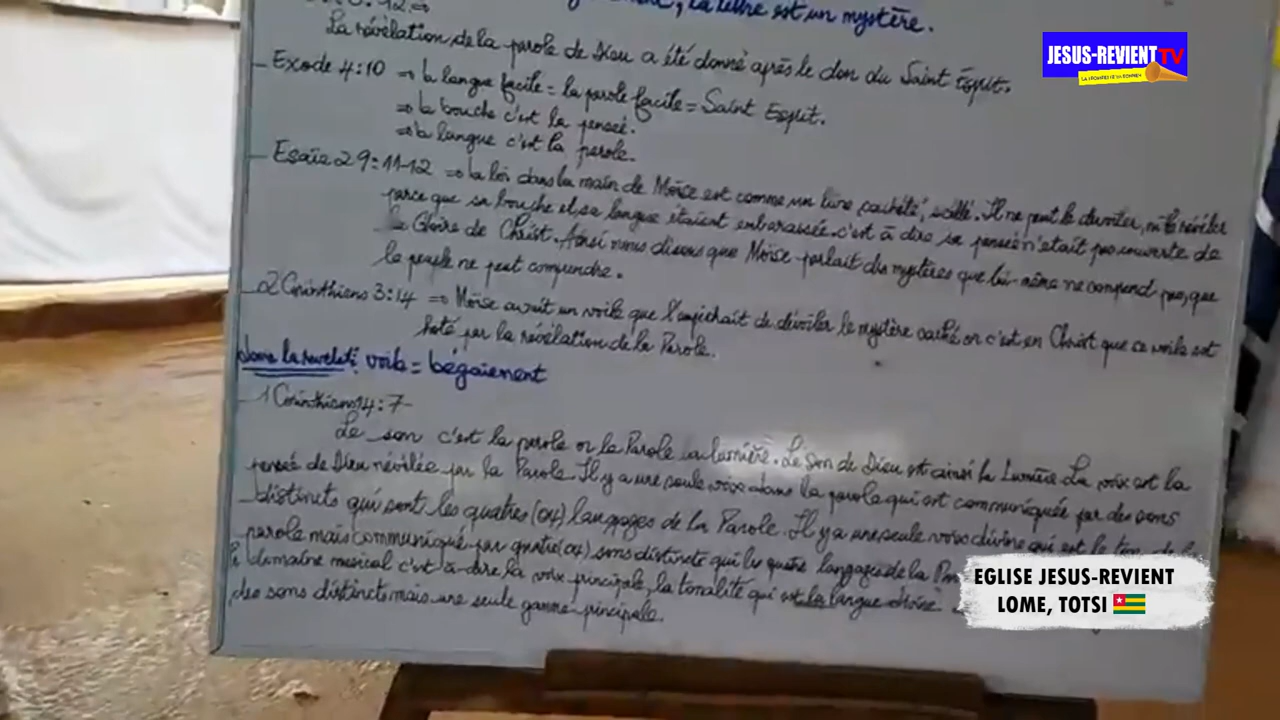 la lettre est un mystère.
La révélation de la parole de Dieu a été donné après le don du Saint Esprit.
Exode 4:10 ⇒ la langue facile = la parole facile = Saint Esprit.
⇒ la bouche c'est la pensé.
⇒ la langue c'est la parole.
Esaïe 29:11-12 ⇒ la loi dans la main de Moïse est comme un livre cacheté, scéllé. Il ne peut le dévoiler, ni le révéler
parce que sa bouche et sa langue étaient embarassée. c'est à dire sa pensée n'était pas ouverte de
la Gloire de Christ. Ainsi nous disons que Moïse parlait des mystères que lui-même ne comprend pas, que
le peuple ne peut comprendre.
2 Corinthiens 3:14 ⇒ Moïse avait un voile que l'empêchait de dévoiler le mystère caché or c'est en Christ que ce voile est
hoté par la révélation de la Parole.
dans la révélati voile = bégaiement
1 Corinthiens 14:7-
Le son c'est la parole or la Parole la lumière. Le Son de Dieu est ainsi la Lumière La voix est la
pensé de Dieu révélée par la Parole. Il y a une seule voix dans la parole qui est communiquée par des sons
distincts qui sont les quatres (04) langages de la Parole. Il y a une seule voix divine qui est le
parole mais communiqué par quatre (04) sons distincts qui les quatre langages de la
le domaine musical c'est-à-dire la voix principale, la tonalité qui est la langue divise
des sons distincts mais une seule gamme principale.
JESUS-REVIENT TV
EGLISE JESUS-REVIENT
LOME, TOTSI